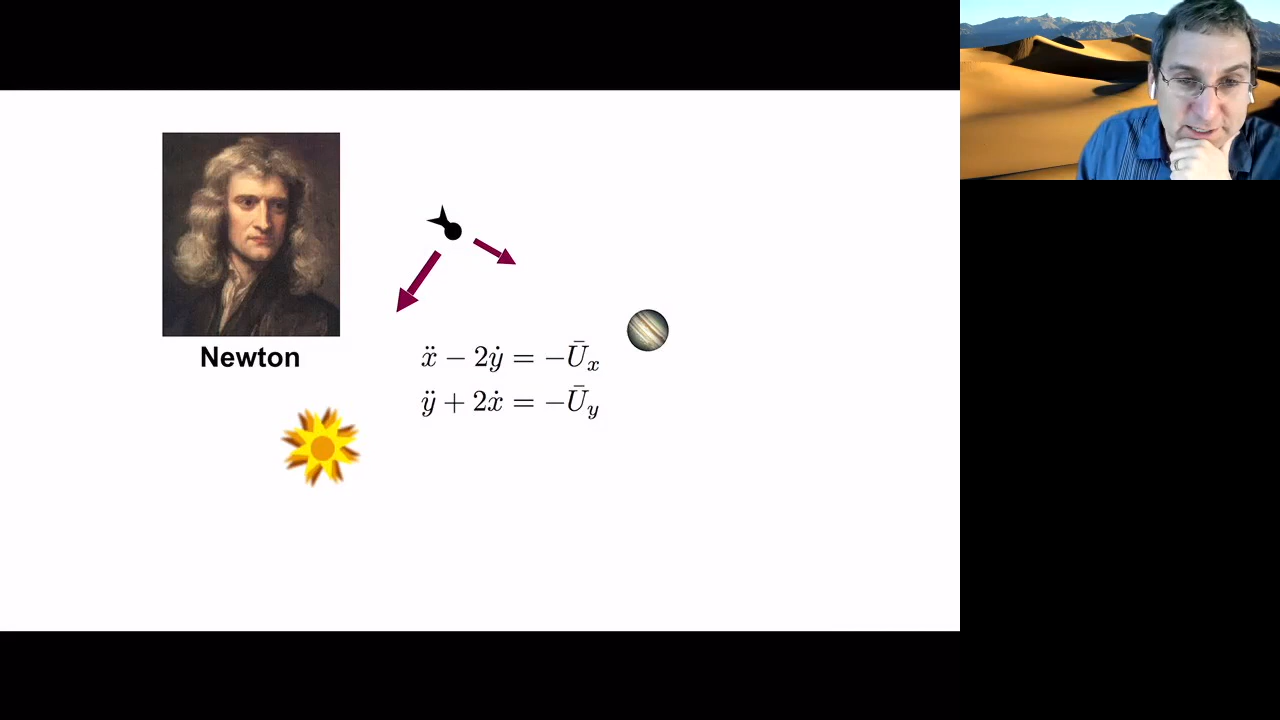 Newton
ẍ − 2ẏ = −Ū_x
ÿ + 2ẋ = −Ū_y